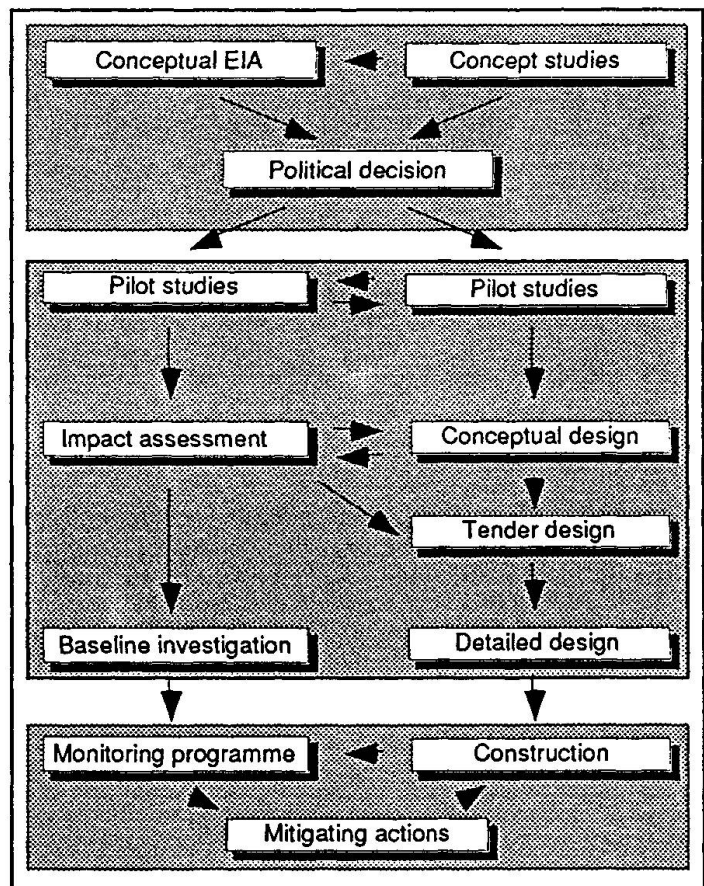 Conceptual EIA
Concept studies
Political decision
Pilot studies
Pilot studies
Impact assessment
Conceptual design
Tender design
Baseline investigation
Detailed design
Monitoring programme
Construction
Mitigating actions